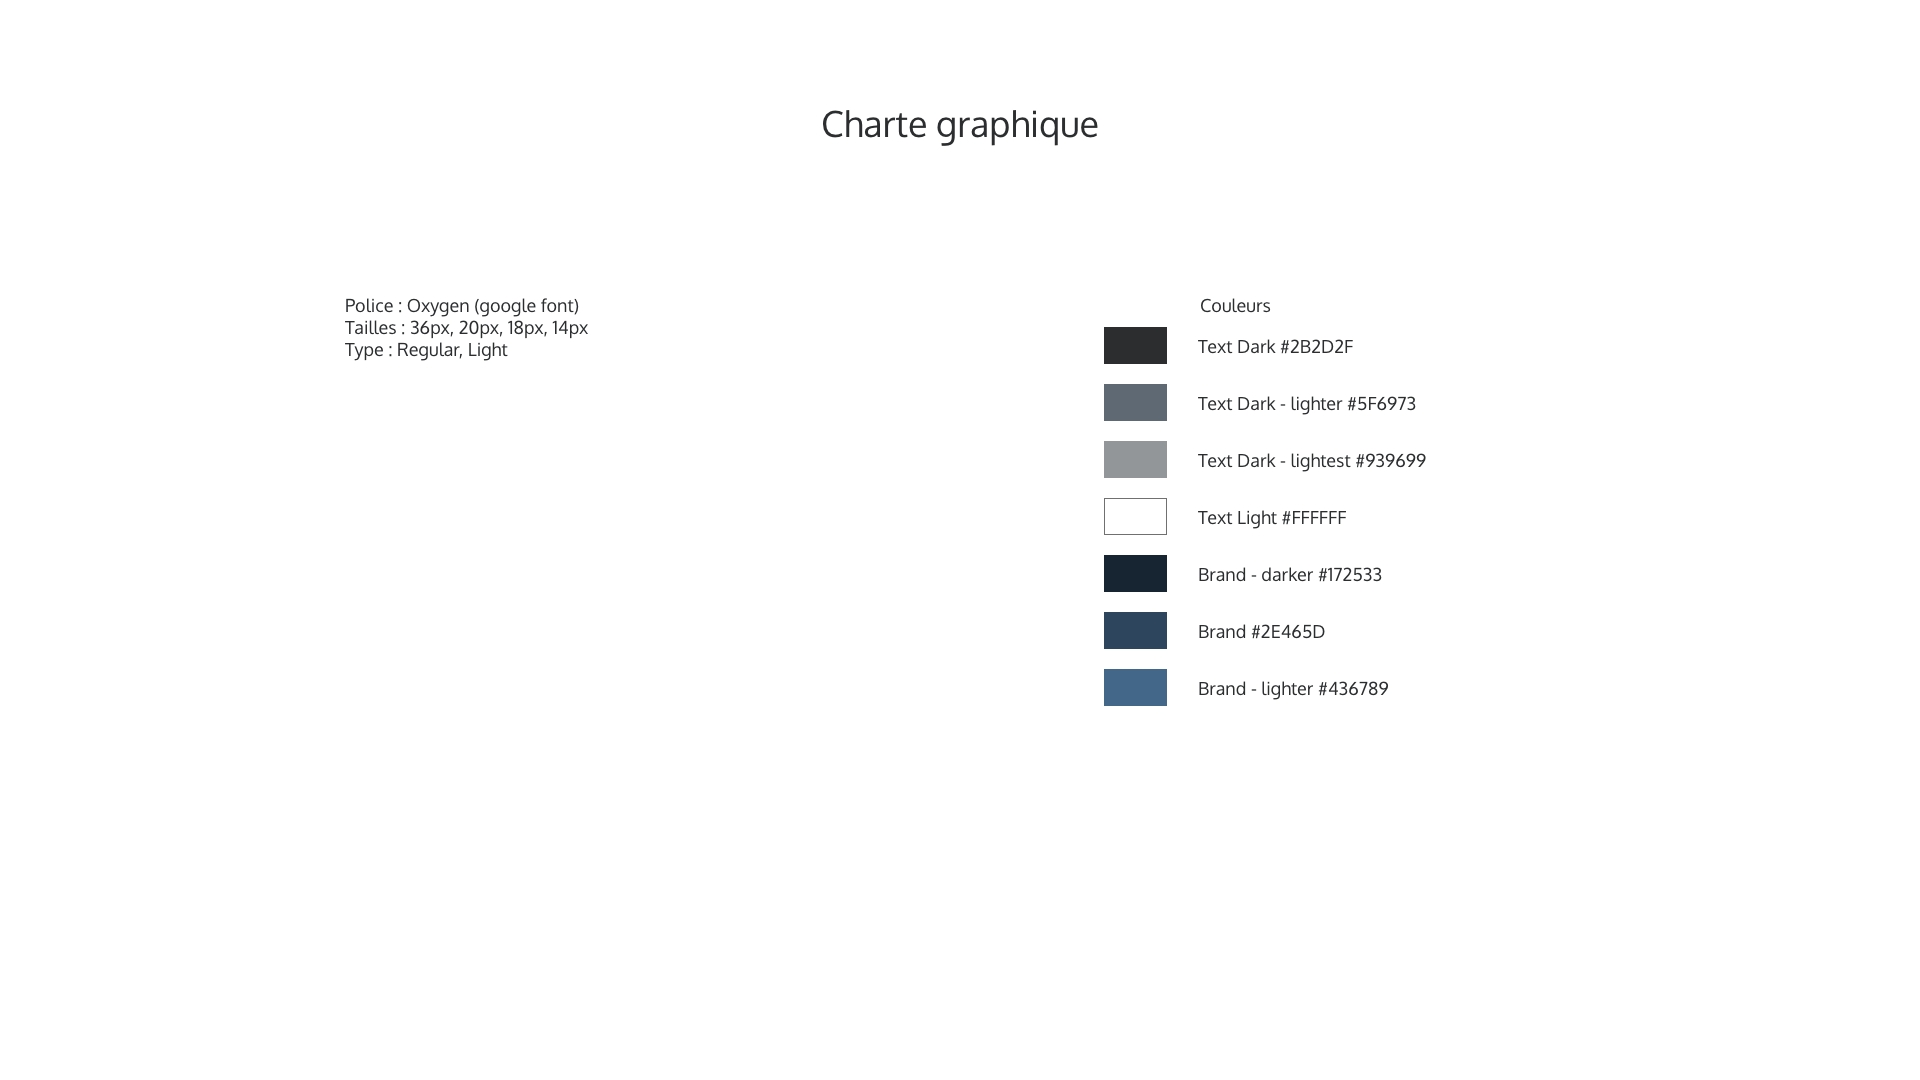 Charte graphique
Police : Oxygen (google font)
Tailles : 36px, 20px, 18px, 14px
Type : Regular, Light
Couleurs
Text Dark #2B2D2F
Text Dark - lighter #5F6973
Text Dark - lightest #939699
Text Light #FFFFFF
Brand - darker #172533
Brand #2E465D
Brand - lighter #436789